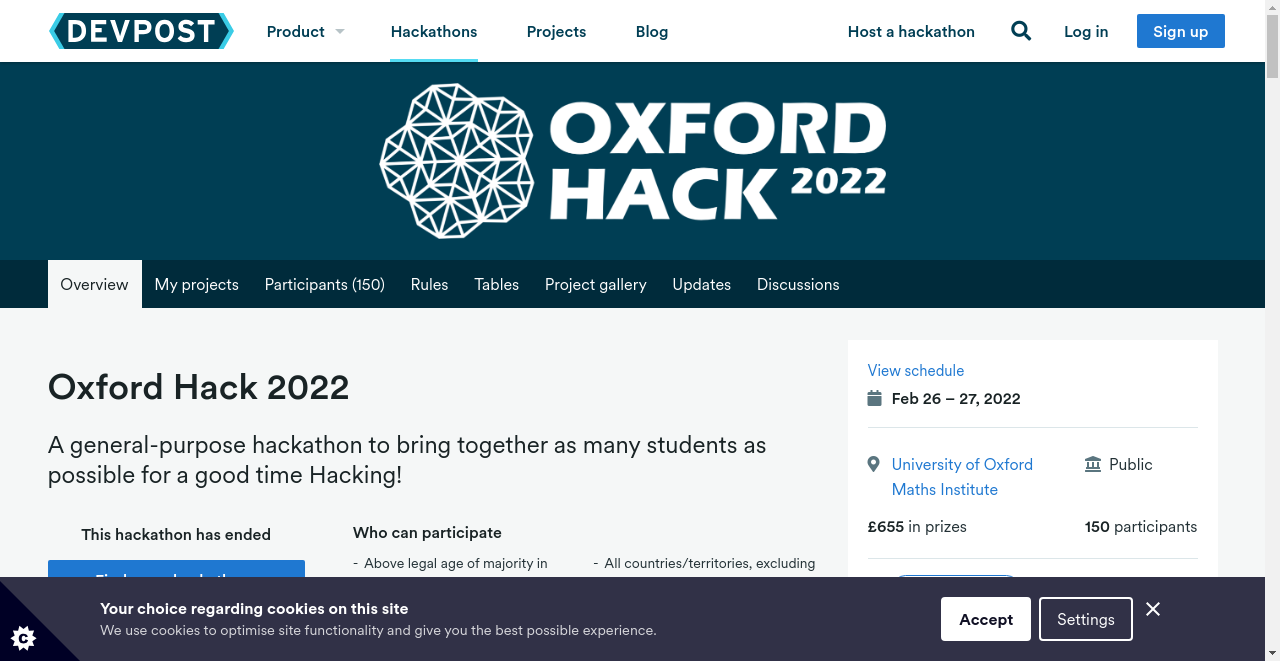 DEVPOST
Product
Hackathons
Projects
Blog
Host a hackathon
Log in
Sign up
OXFORD
HACK 2022
Overview
My projects
Participants (150)
Rules
Tables
Project gallery
Updates
Discussions
Oxford Hack 2022
A general-purpose hackathon to bring together as many students as
possible for a good time Hacking!
This hackathon has ended
Who can participate
- Above legal age of majority in
- All countries/territories, excluding
View schedule
Feb 26 – 27, 2022
University of Oxford
Maths Institute
Public
£655 in prizes
150 participants
Your choice regarding cookies on this site
We use cookies to optimise site functionality and give you the best possible experience.
Accept
Settings